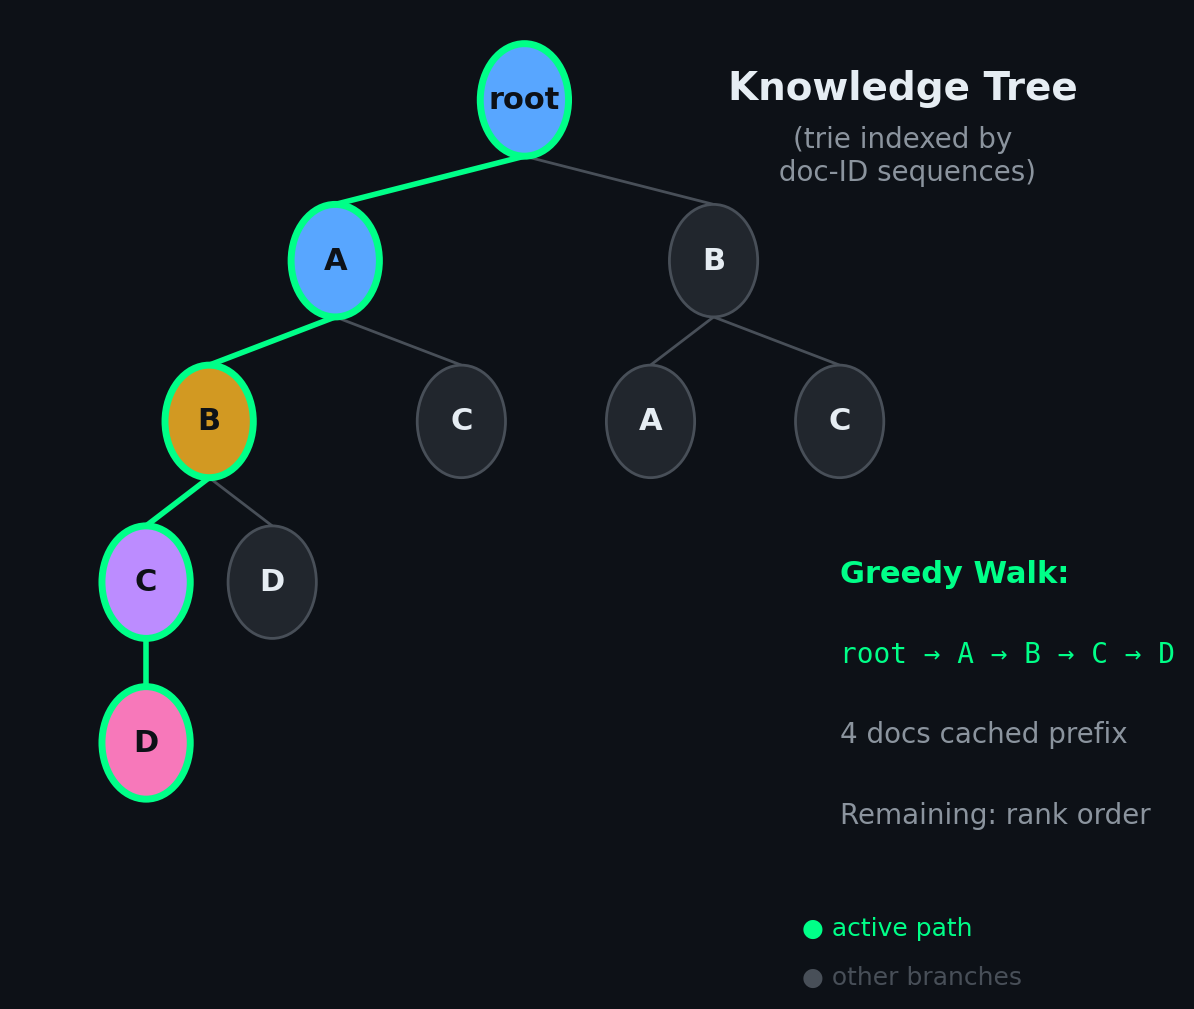 root
Knowledge Tree
(trie indexed by
doc-ID sequences)
A
B
B
C
A
C
C
D
D
Greedy Walk:
root → A → B → C → D
4 docs cached prefix
Remaining: rank order
active path
other branches